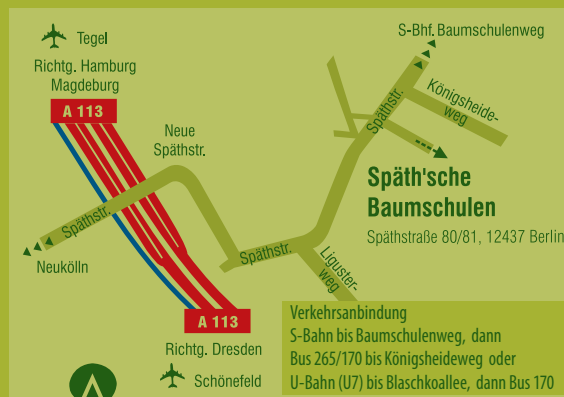 Tegel
Richtg. Hamburg
Magdeburg
A 113
S-Bhf. Baumschulenweg
Königsheide-
weg
Späthstr.
Neue
Späthstr.
Späth'sche
Baumschulen
Späthstraße 80/81, 12437 Berlin
Späthstr.
Neukölln
Späthstr.
Liguster-
weg
A 113
Richtg. Dresden
Schönefeld
Verkehrsanbindung
S-Bahn bis Baumschulenweg, dann
Bus 265/170 bis Königsheideweg oder
U-Bahn (U7) bis Blaschkoallee, dann Bus 170